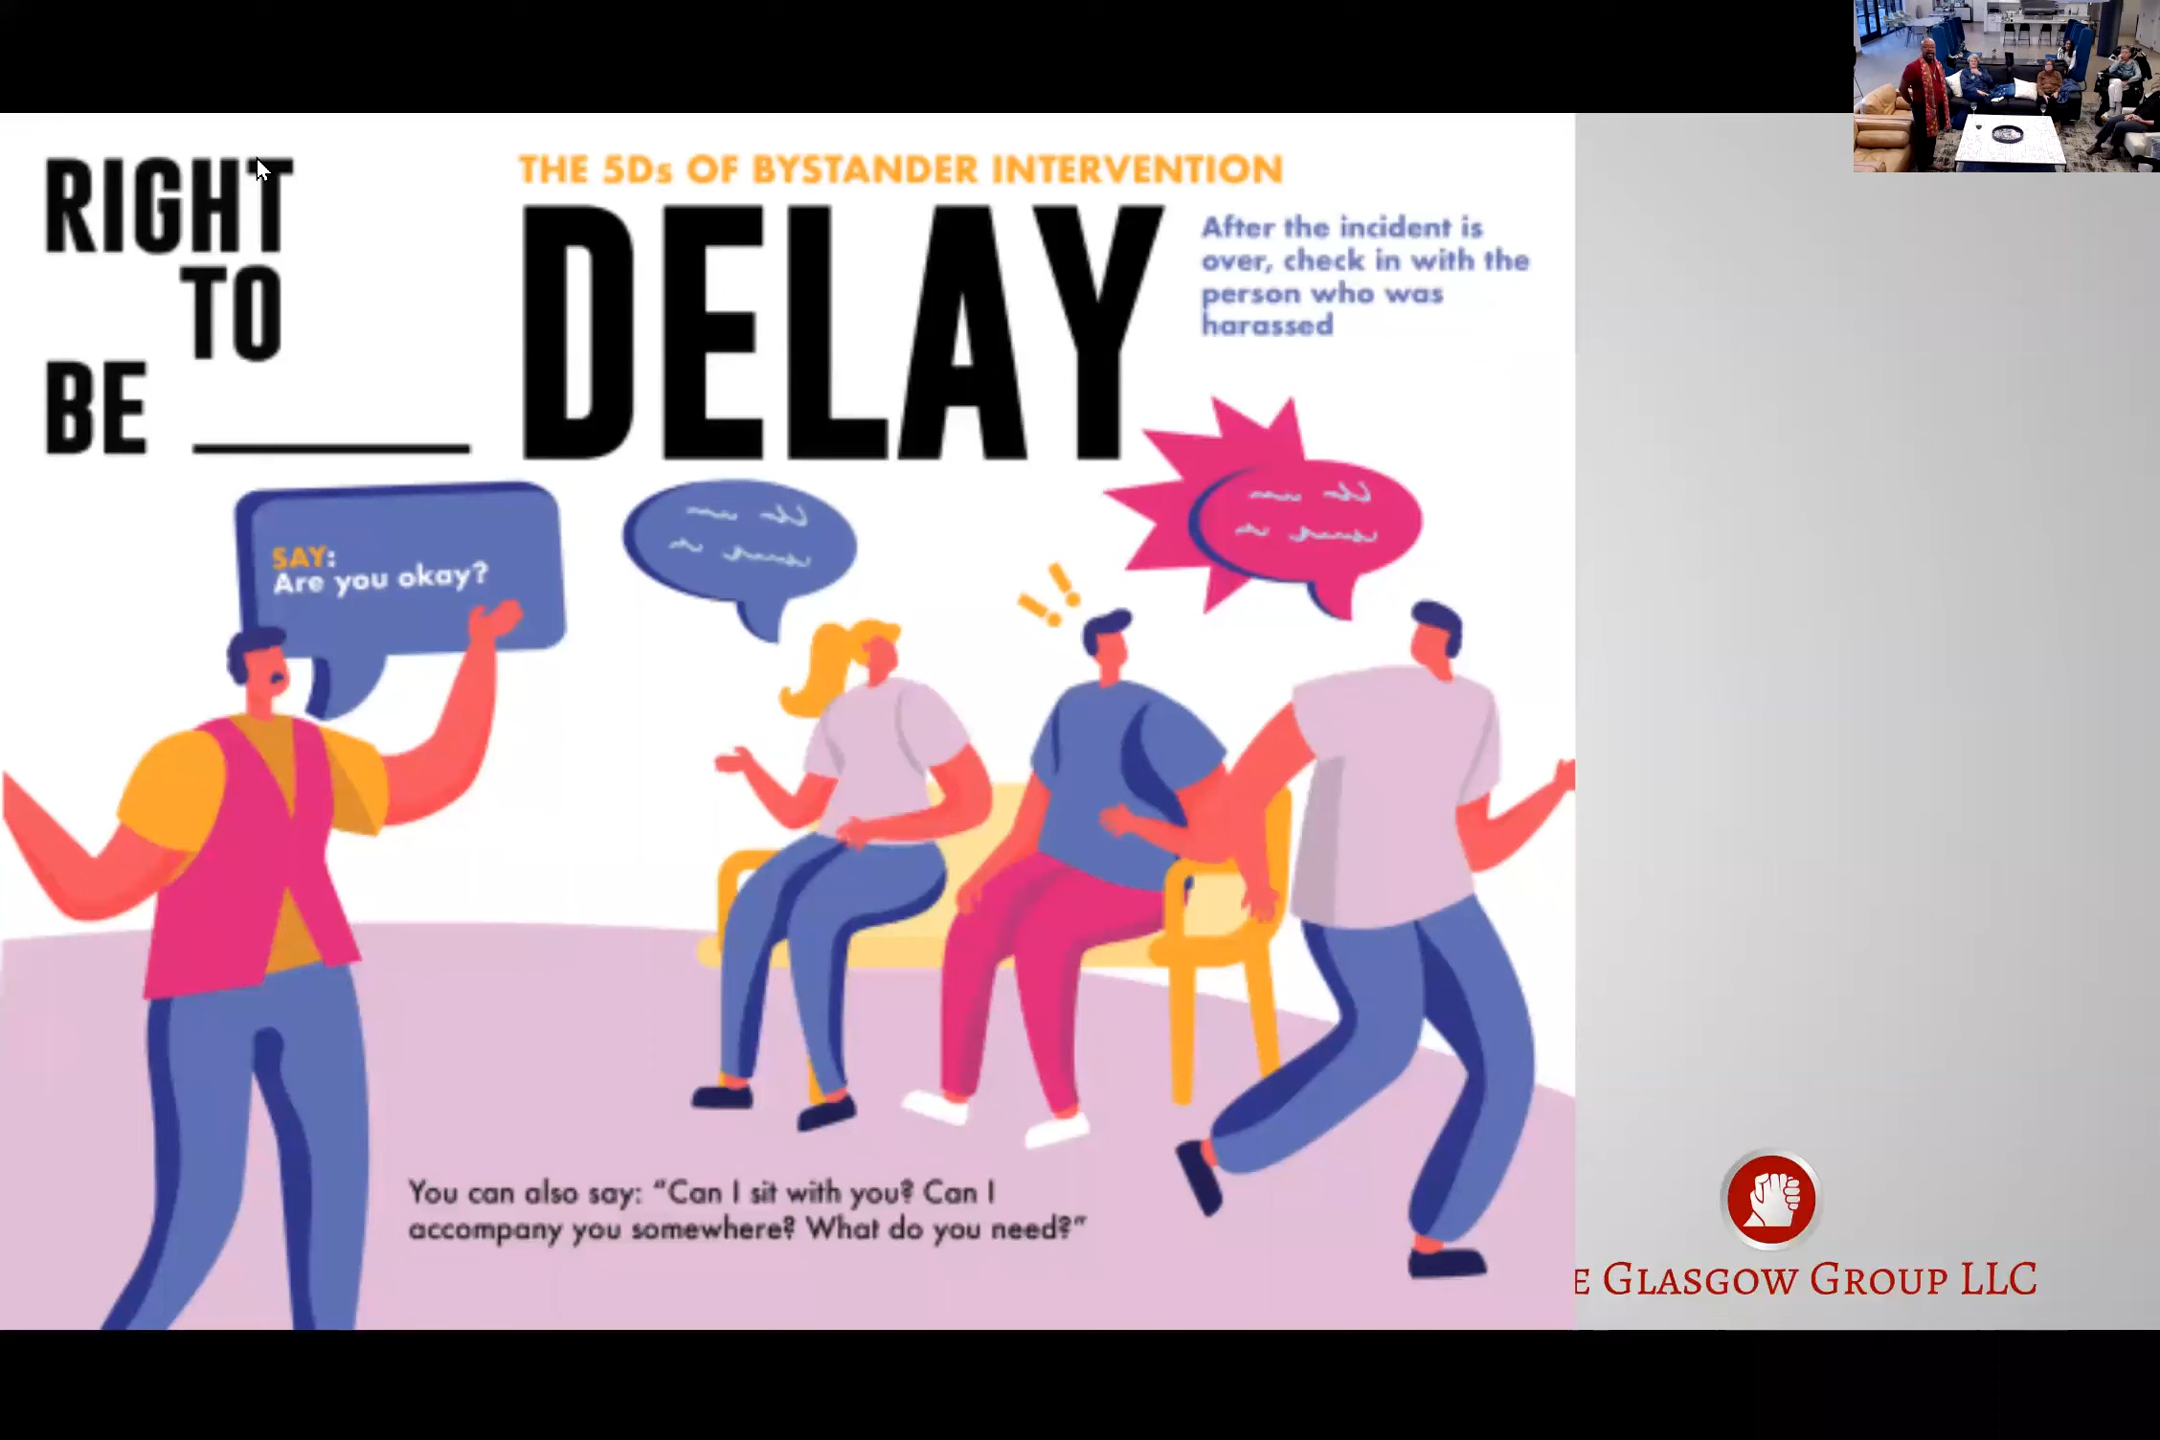 RIGHT
TO
BE ____
THE 5Ds OF BYSTANDER INTERVENTION
DELAY
After the incident is
over, check in with the
person who was
harassed
SAY:
Are you okay?
You can also say: “Can I sit with you? Can I
accompany you somewhere? What do you need?”
E GLASGOW GROUP LLC